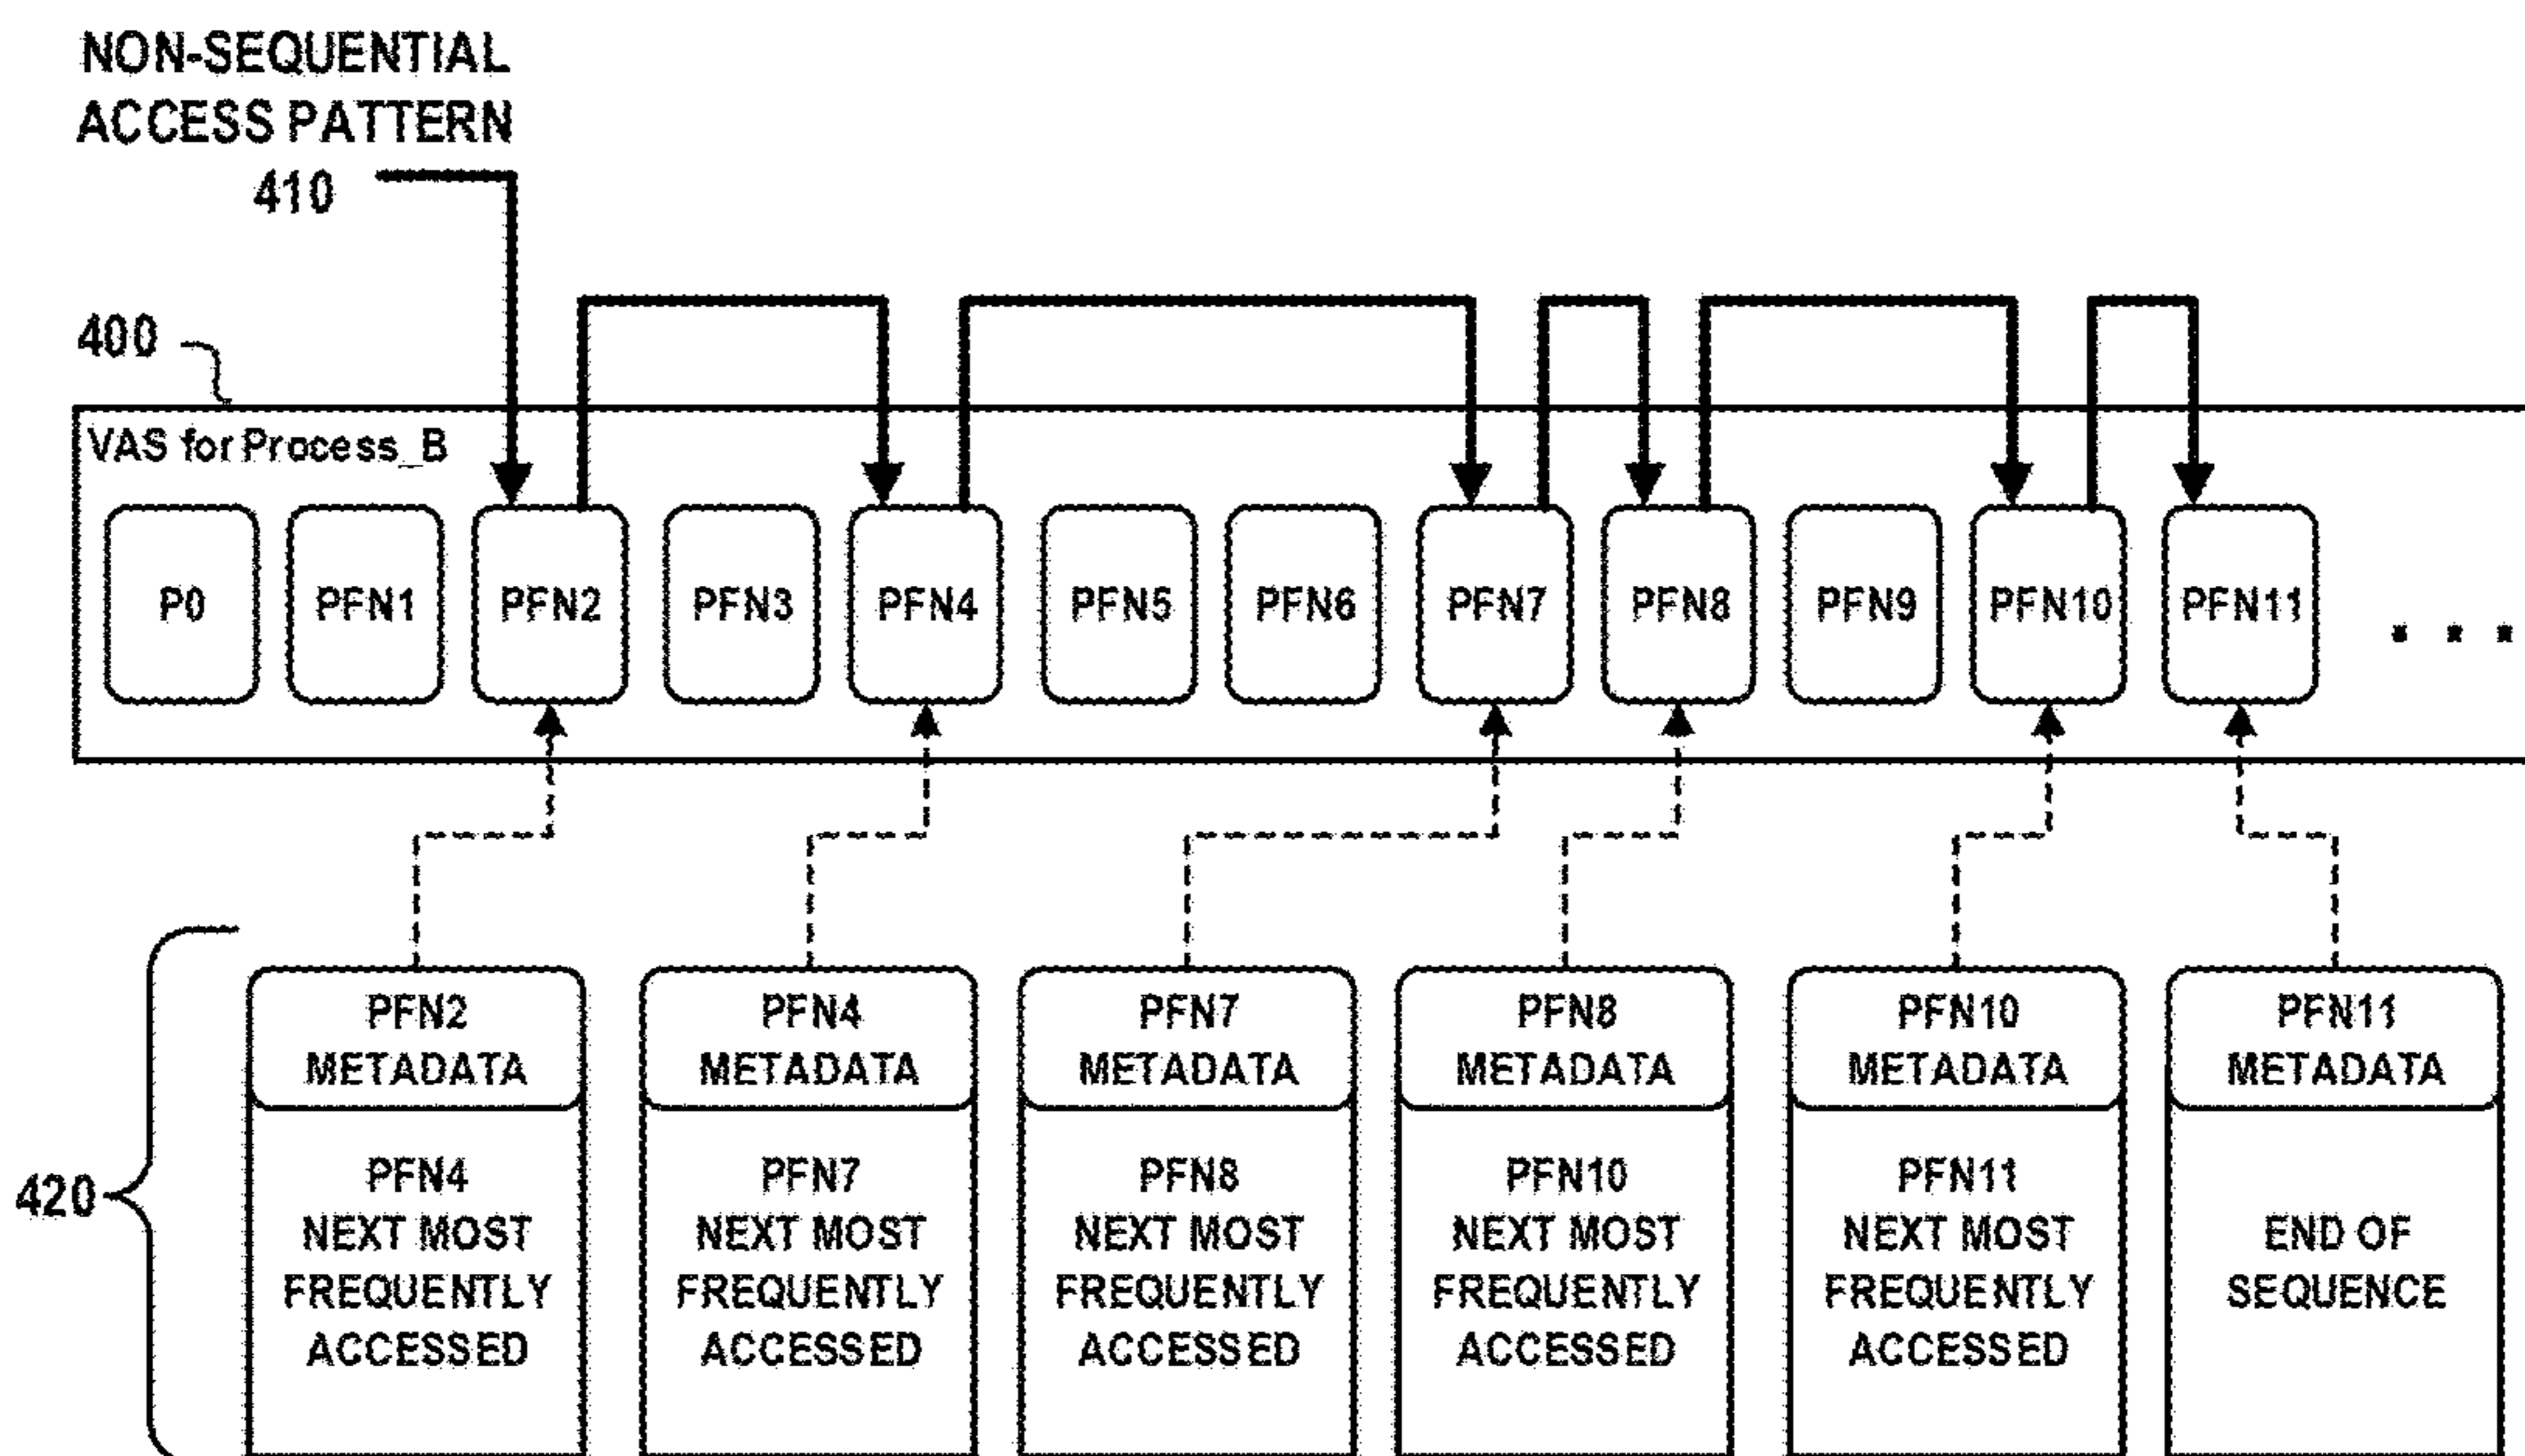 NON-SEQUENTIAL
ACCESS PATTERN
410
400
VAS for Process_B
P0 PFN1 PFN2 PFN3 PFN4 PFN5 PFN6 PFN7 PFN8 PFN9 PFN10 PFN11 . . .
420
PFN2
METADATA
PFN4
NEXT MOST
FREQUENTLY
ACCESSED
PFN4
METADATA
PFN7
NEXT MOST
FREQUENTLY
ACCESSED
PFN7
METADATA
PFN8
NEXT MOST
FREQUENTLY
ACCESSED
PFN8
METADATA
PFN10
NEXT MOST
FREQUENTLY
ACCESSED
PFN10
METADATA
PFN11
NEXT MOST
FREQUENTLY
ACCESSED
PFN11
METADATA
END OF
SEQUENCE